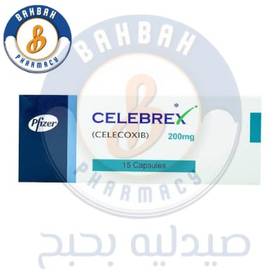 BAHBAH
PHARMACY
Pfizer
CELEBREX
(CELECOXIB)
200mg
15 Capsules
BAHBAH
PHARMACY
صيدليه بحبح